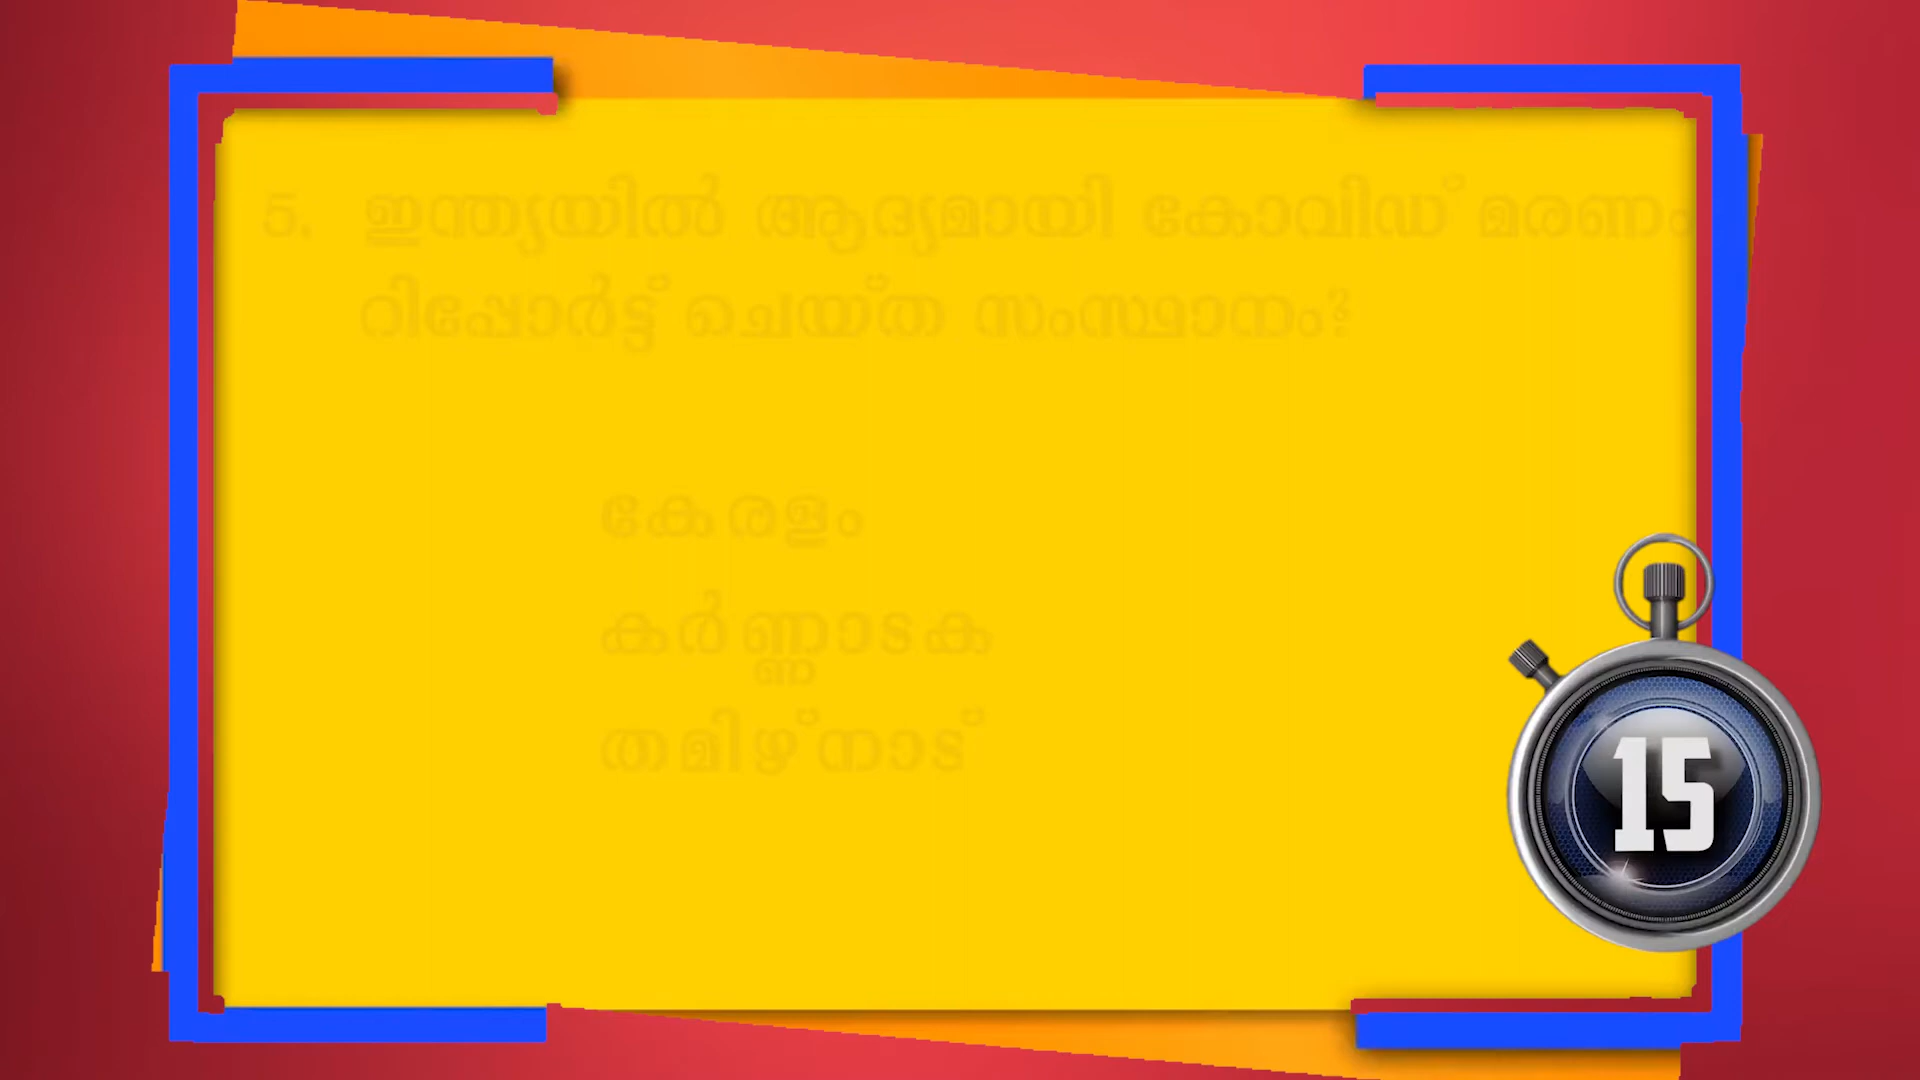 5. ഇന്ത്യയിൽ ആദ്യമായി കോവിഡ് മരണം
റിപ്പോർട്ട് ചെയ്ത സംസ്ഥാനം?
കേരളം
കർണ്ണാടക
തമിഴ്നാട്
15